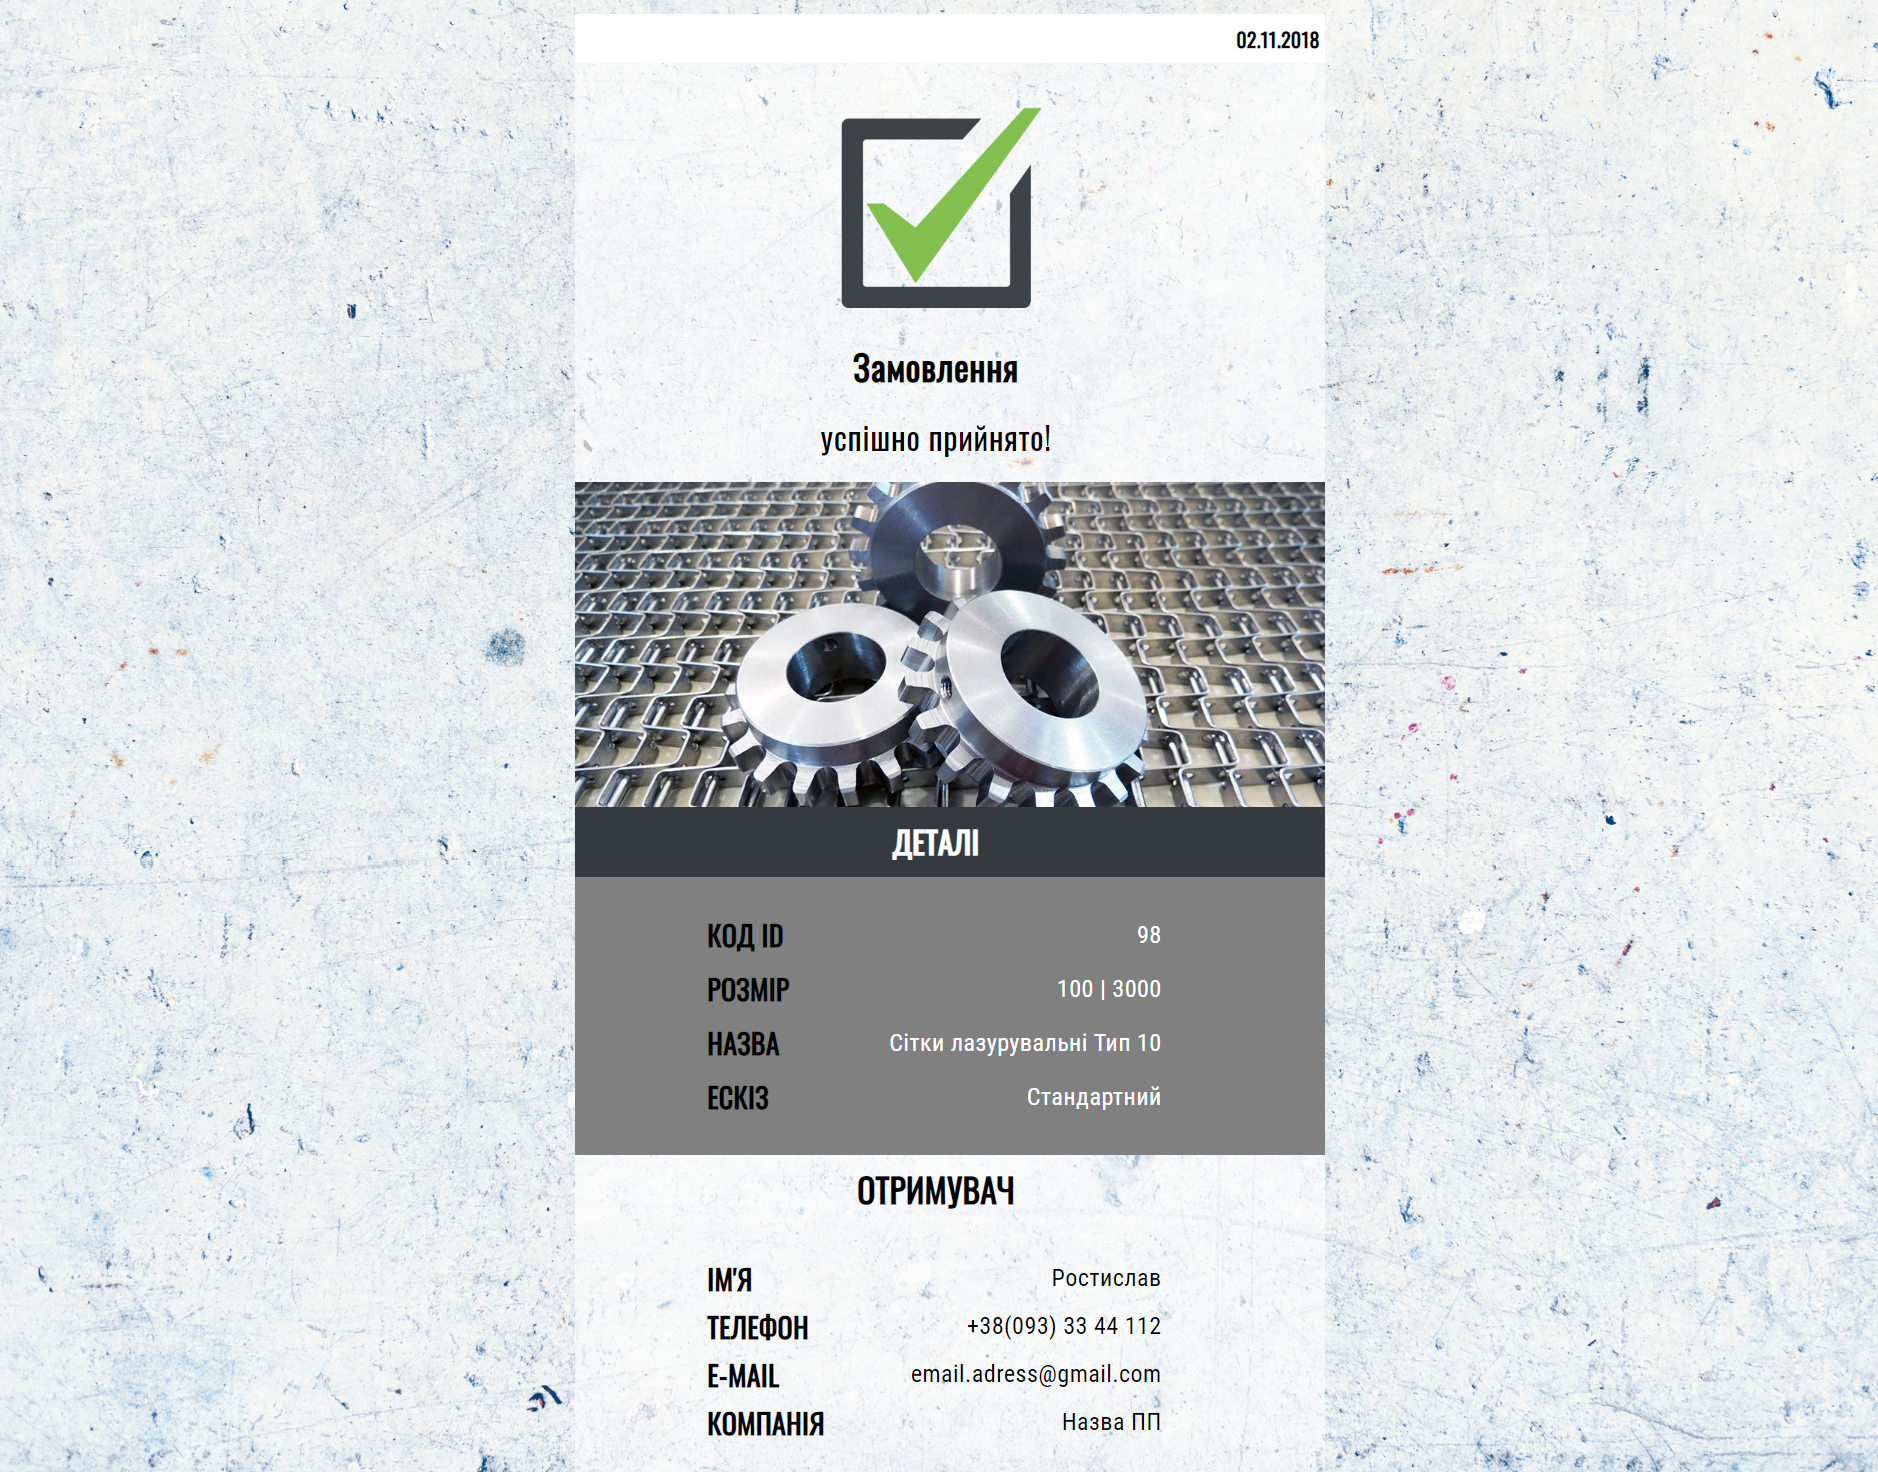 02.11.2018
Замовлення
успішно прийнято!
ДЕТАЛІ
КОД ID 98
РОЗМІР 100 | 3000
НАЗВА Сітки лазурувальні Тип 10
ЕСКІЗ Стандартний
ОТРИМУВАЧ
ІМ'Я Ростислав
ТЕЛЕФОН +38(093) 33 44 112
E-MAIL email.adress@gmail.com
КОМПАНІЯ Назва ПП